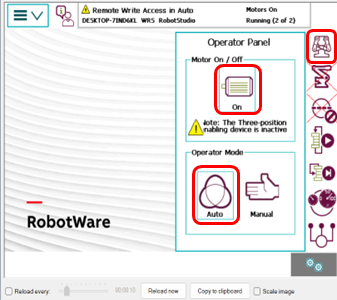 Remote Write Access in Auto
Motors On
DESKTOP-7IND6XL WRS RobotStudio
Running (2 of 2)
Operator Panel
Motor On / Off
On
Note: The Three-position
enabling device is inactive
Operator Mode
Auto
Manual
RobotWare
Reload every:
00:00:10
Reload now
Copy to clipboard
Scale image